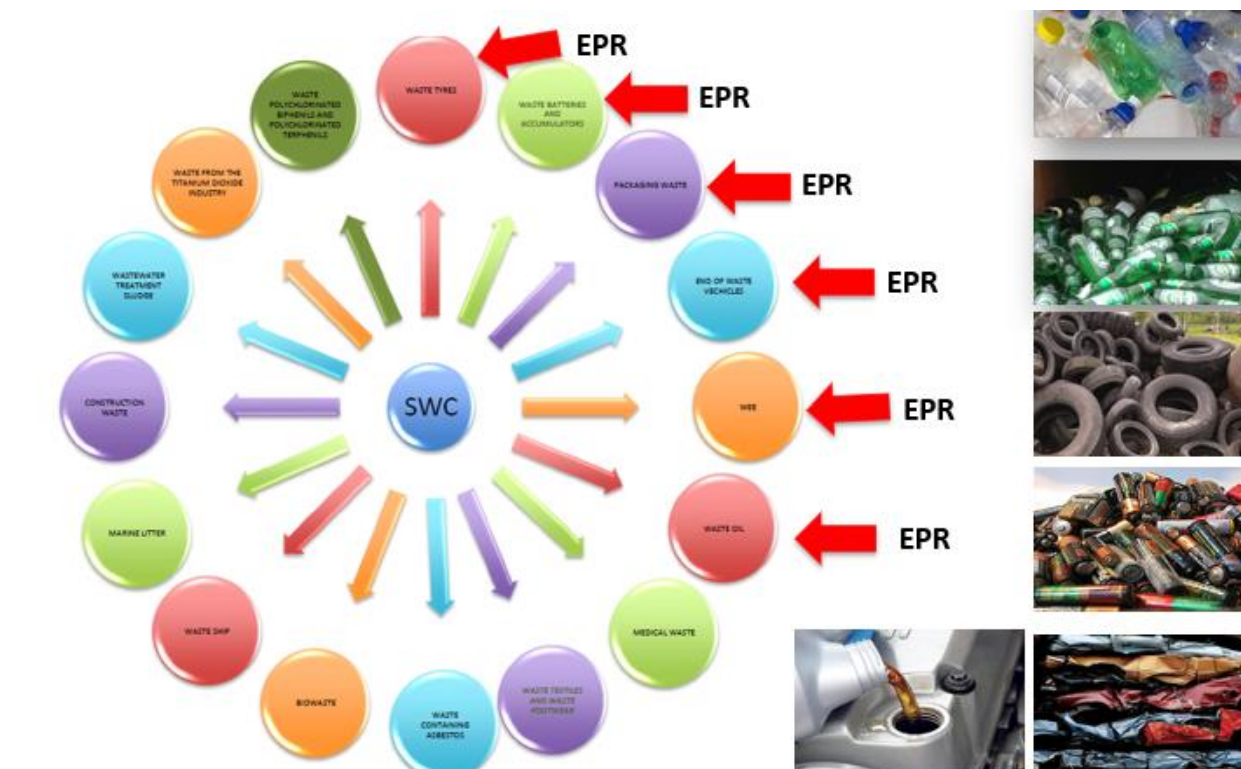 EPR
WASTE TYRES
WASTE BATTERIES
AND
ACCUMULATORS
EPR
PACKAGING WASTE
EPR
END OF WASTE
VECHICLES
EPR
WEE
EPR
WASTE OIL
EPR
MEDICAL WASTE
WASTE TEXTILES
AND WASTE
FOOTWEAR
WASTE
CONTAINING
ASBESTOS
BIOWASTE
WASTE SHIP
MARINE LITTER
CONSTRUCTION
WASTE
WASTEWATER
TREATMENT
SLUDGE
WASTE FROM THE
TITANIUM DIOXIDE
INDUSTRY
WASTE
POLYCHLORINATED
BIPHENILS AND
POLYCHLORINATED
TERPHENILS
SWC